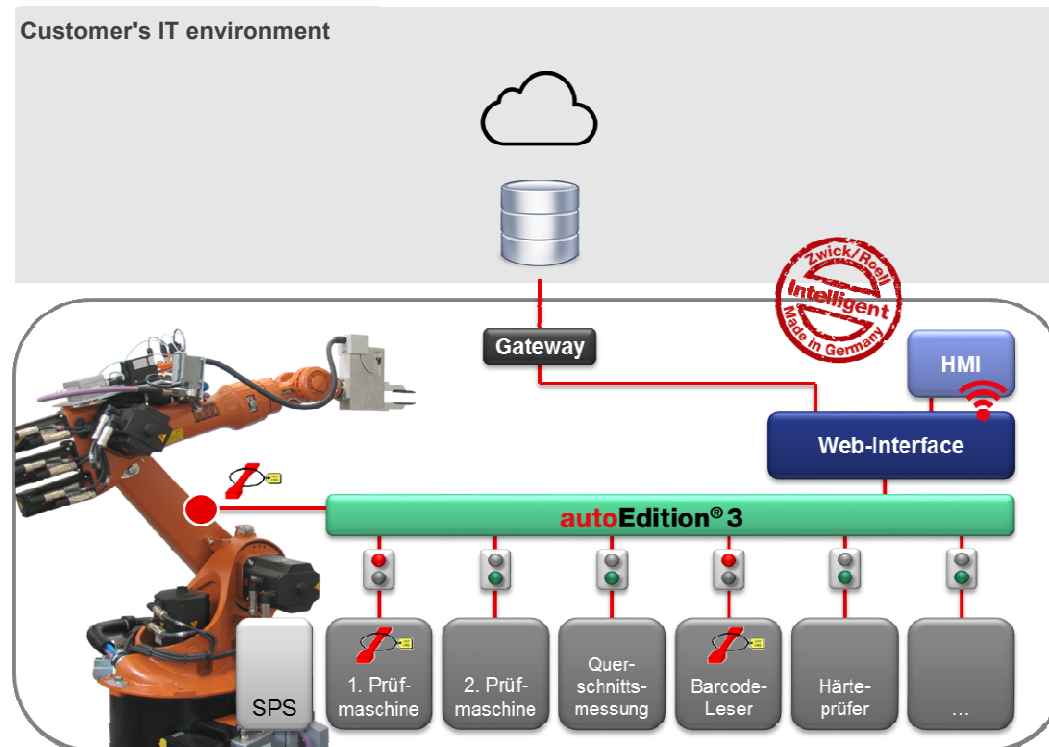 Customer's IT environment
Zwick/Roell
Intelligent
Made in Germany
Gateway
HMI
Web-Interface
autoEdition® 3
SPS
1. Prüf-
maschine
2. Prüf-
maschine
Quer-
schnitts-
messung
Barcode-
Leser
Härte-
prüfer
...